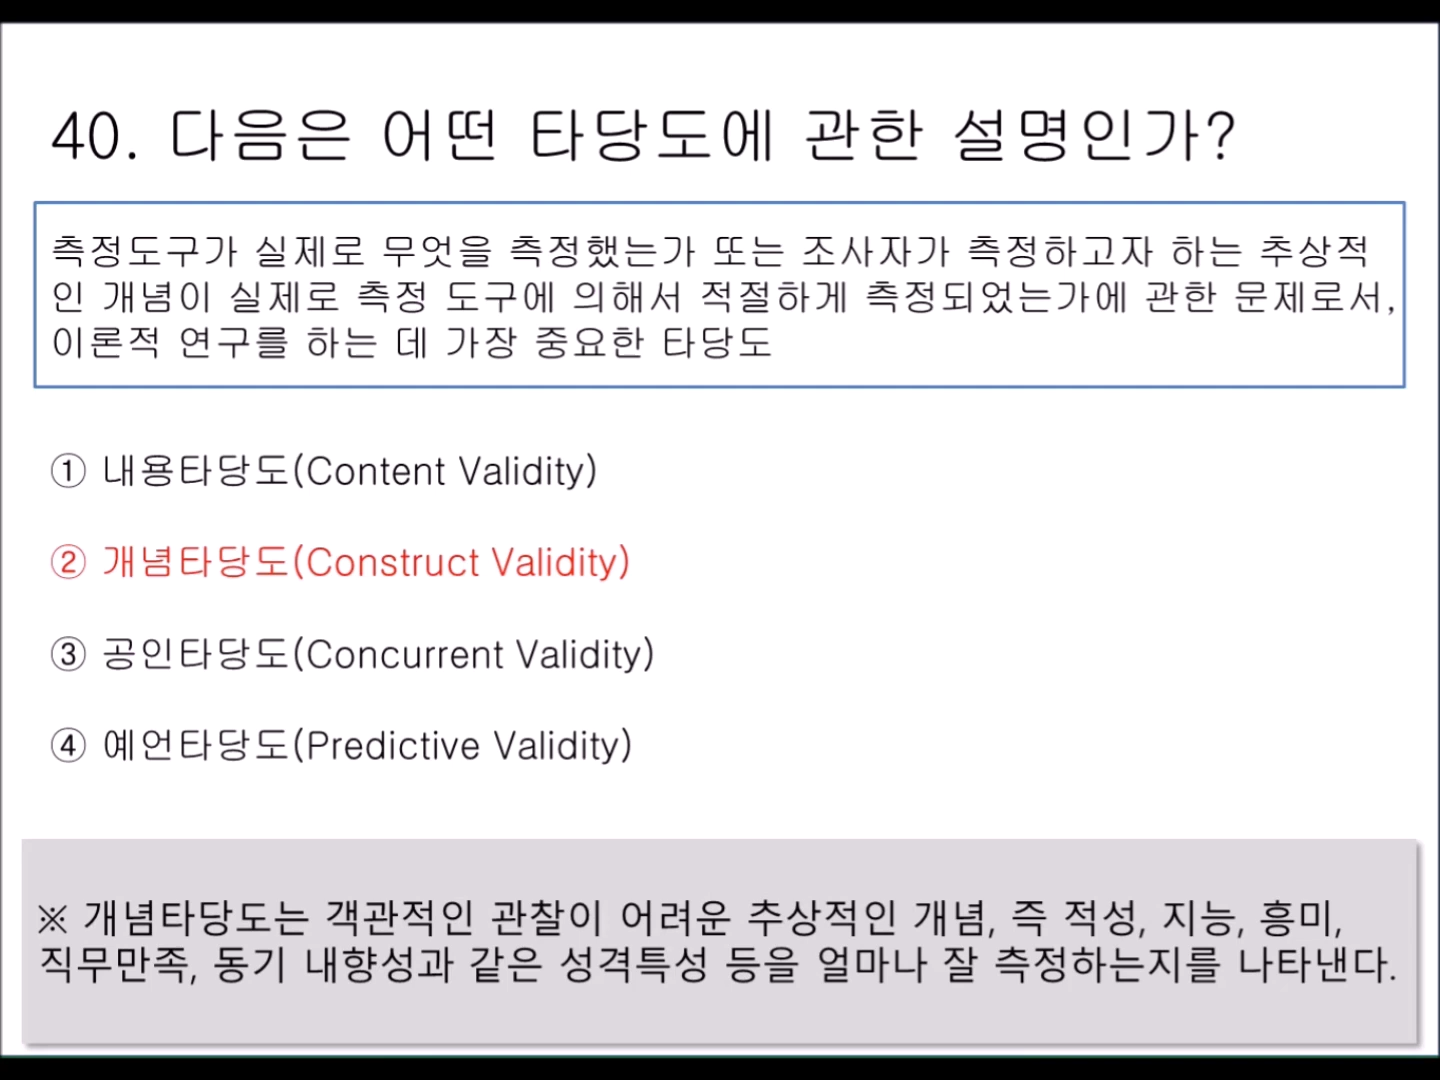 40. 다음은 어떤 타당도에 관한 설명인가?
측정도구가 실제로 무엇을 측정했는가 또는 조사자가 측정하고자 하는 추상적
인 개념이 실제로 측정 도구에 의해서 적절하게 측정되었는가에 관한 문제로서,
이론적 연구를 하는 데 가장 중요한 타당도
① 내용타당도(Content Validity)
② 개념타당도(Construct Validity)
③ 공인타당도(Concurrent Validity)
④ 예언타당도(Predictive Validity)
※ 개념타당도는 객관적인 관찰이 어려운 추상적인 개념, 즉 적성, 지능, 흥미,
직무만족, 동기 내향성과 같은 성격특성 등을 얼마나 잘 측정하는지를 나타낸다.